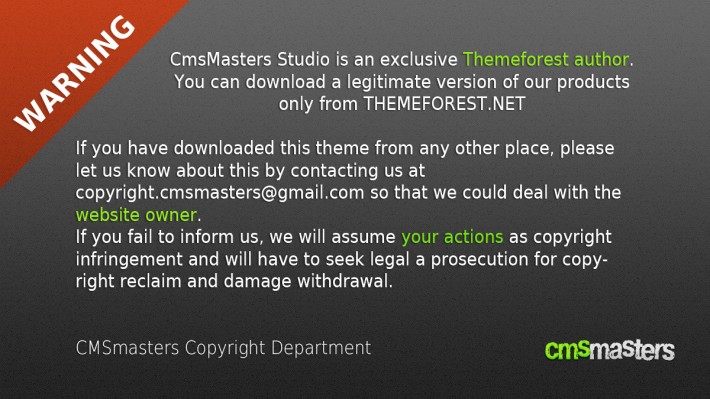 WARNING
CmsMasters Studio is an exclusive Themeforest author.
You can download a legitimate version of our products
only from THEMEFOREST.NET
If you have downloaded this theme from any other place, please
let us know about this by contacting us at
copyright.cmsmasters@gmail.com so that we could deal with the
website owner.
If you fail to inform us, we will assume your actions as copyright
infringement and will have to seek legal a prosecution for copy-
right reclaim and damage withdrawal.
CMSmasters Copyright Department
cmsmasters